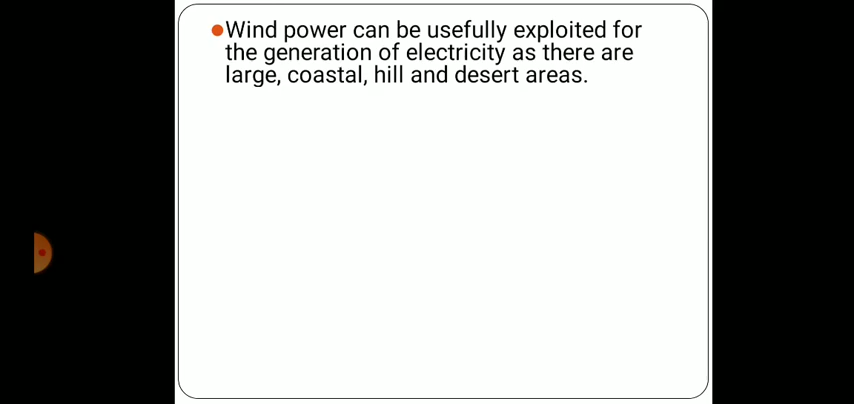 ●Wind power can be usefully exploited for
the generation of electricity as there are
large, coastal, hill and desert areas.